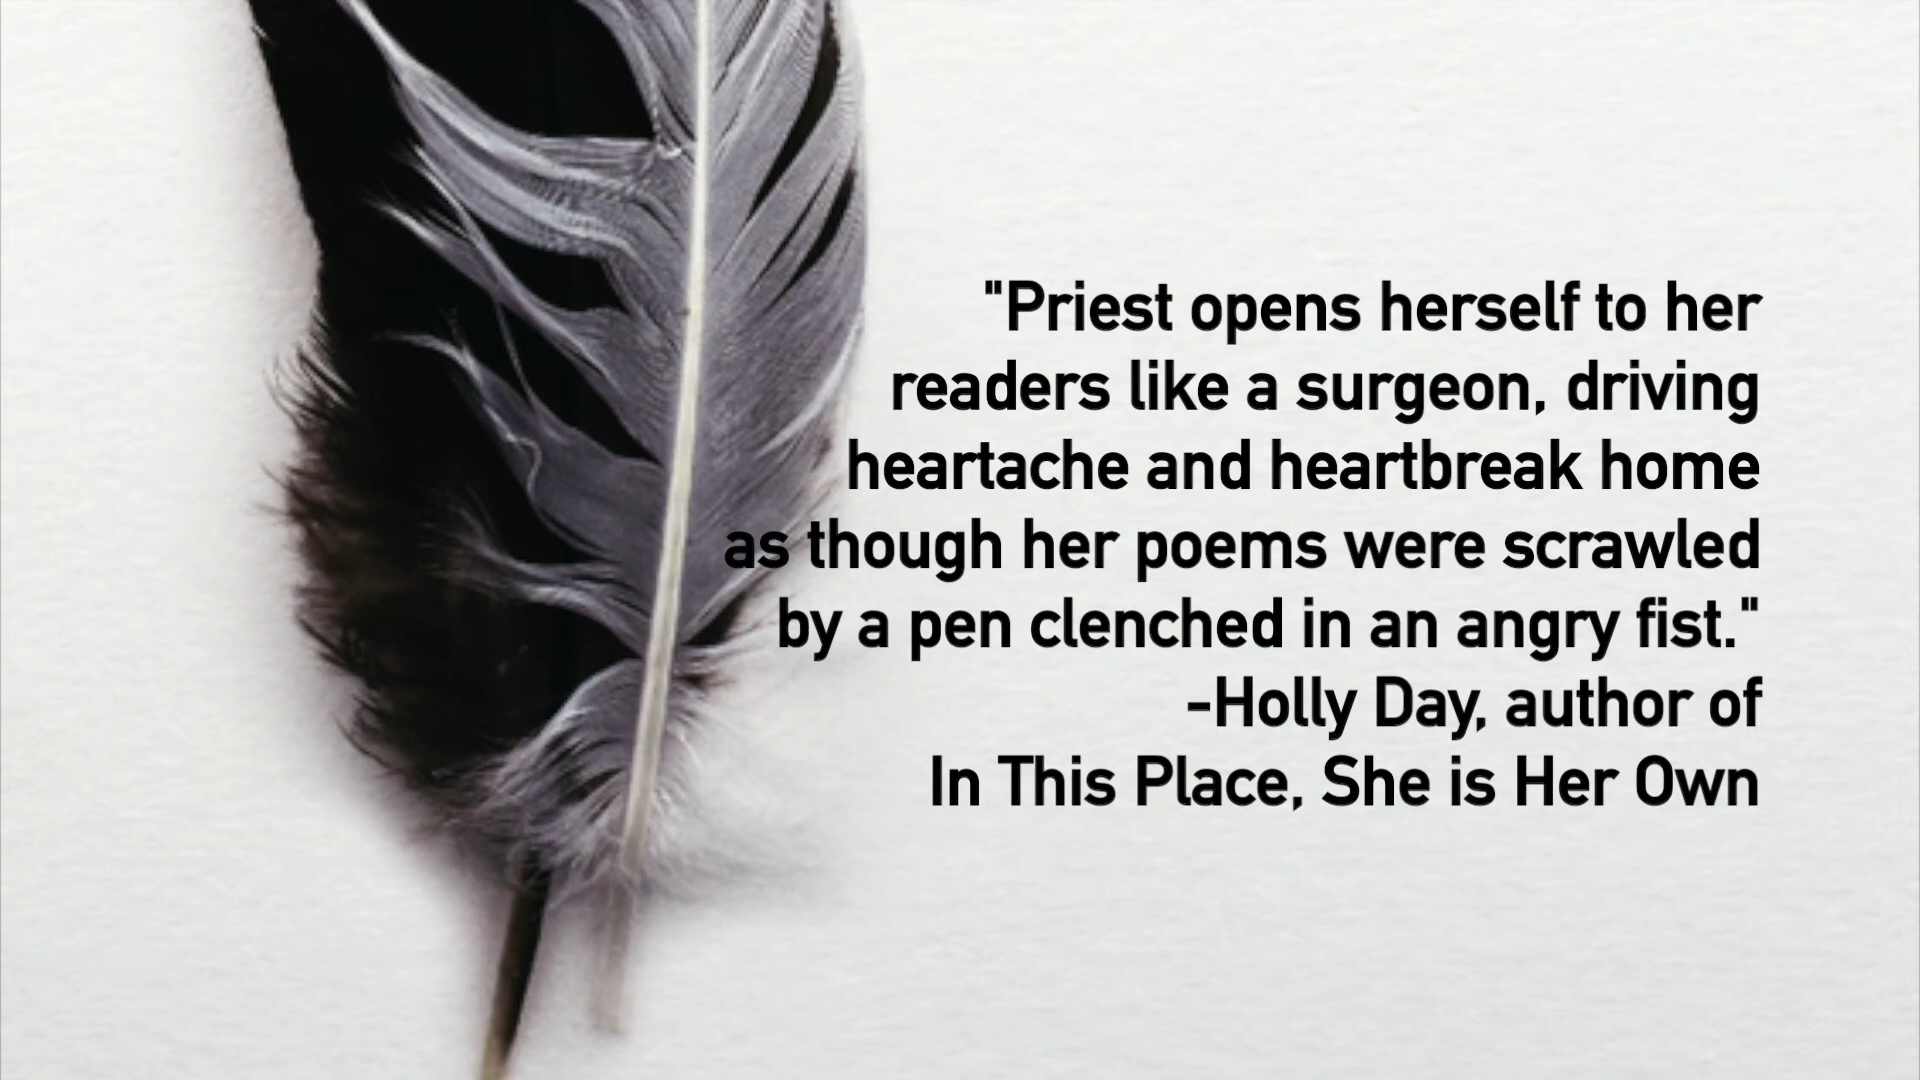 "Priest opens herself to her
readers like a surgeon, driving
heartache and heartbreak home
as though her poems were scrawled
by a pen clenched in an angry fist."
-Holly Day, author of
In This Place, She is Her Own